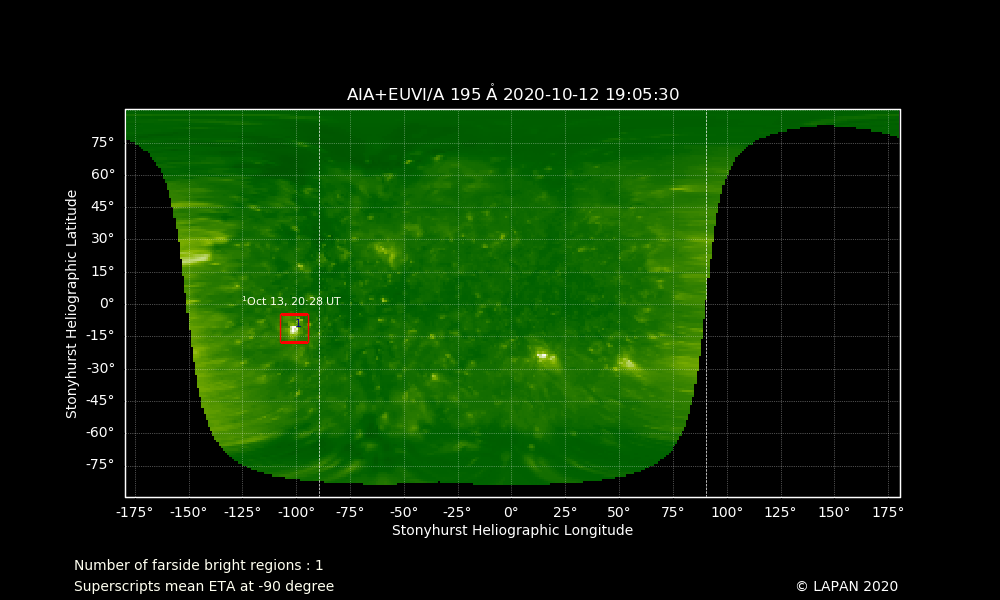 AIA+EUVI/A 195 Å 2020-10-12 19:05:30
75°
60°
45°
30°
15°
0°
-15°
-30°
-45°
-60°
-75°
Stonyhurst Heliographic Latitude
¹Oct 13, 20:28 UT
1
-175° -150° -125° -100° -75° -50° -25° 0° 25° 50° 75° 100° 125° 150° 175°
Stonyhurst Heliographic Longitude
Number of farside bright regions : 1
Superscripts mean ETA at -90 degree
© LAPAN 2020